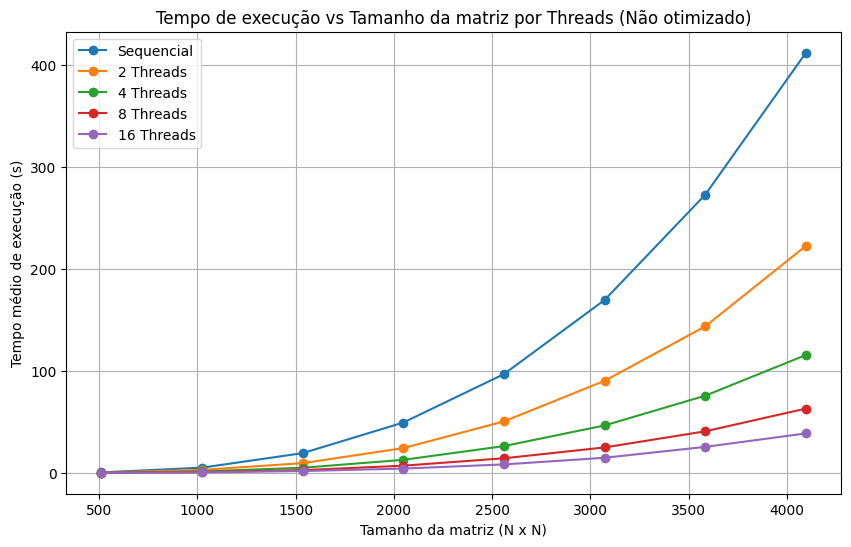 Tempo de execução vs Tamanho da matriz por Threads (Não otimizado)
Sequencial
2 Threads
4 Threads
8 Threads
16 Threads
Tempo médio de execução (s)
400
300
200
100
0
500
1000
1500
2000
2500
3000
3500
4000
Tamanho da matriz (N x N)